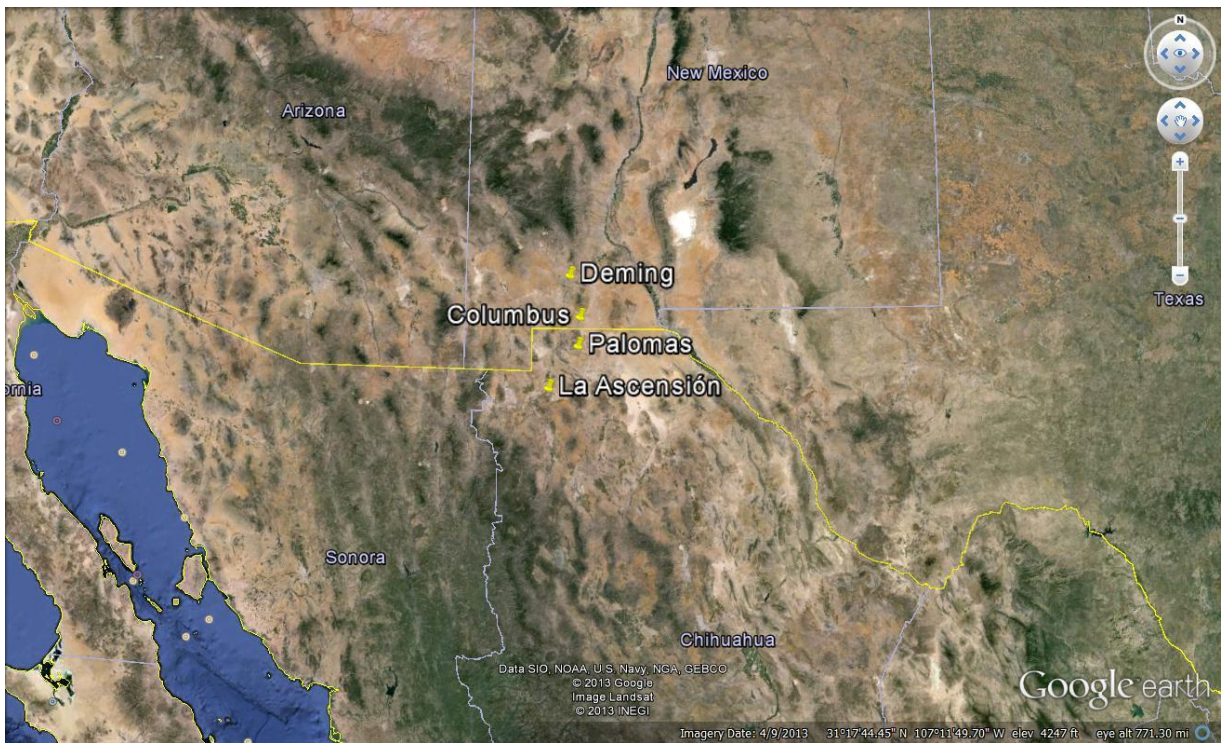 N
New Mexico
Arizona
Deming
Columbus
Texas
Palomas
La Ascensión
ornia
Sonora
Chihuahua
Data SIO, NOAA, U.S. Navy, NGA, GEBCO
© 2013 Google
Image Landsat
© 2013 INEGI
Google earth
Imagery Date: 4/9/2013 31°17'44.45" N 107°11'49.70" W elev 4247 ft eye alt 771.30 mi